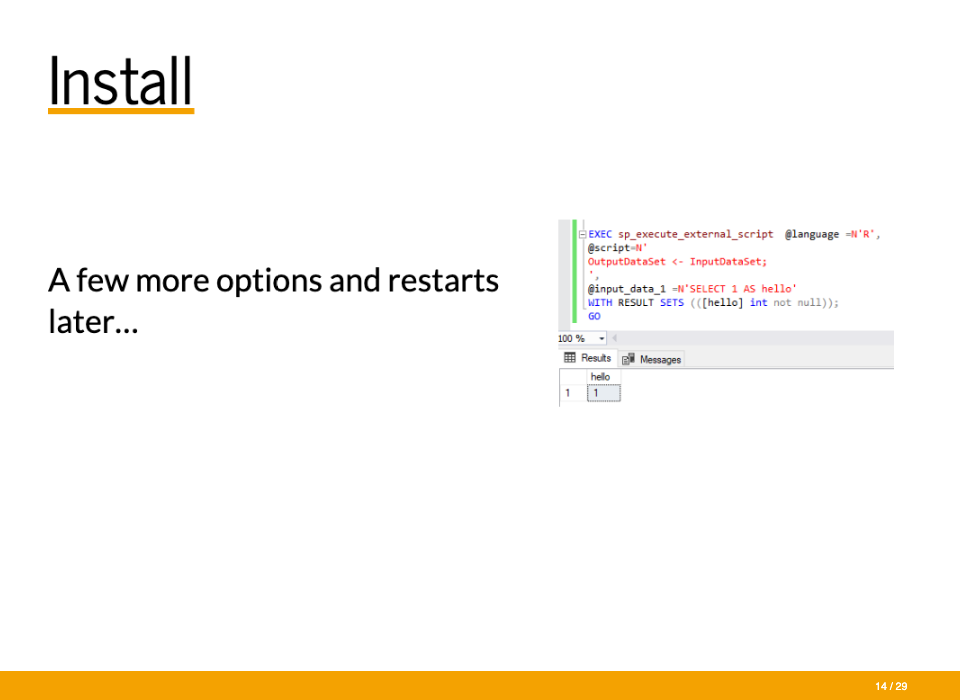 Install
A few more options and restarts
later...
EXEC sp_execute_external_script @language =N'R',
@script=N'
OutputDataSet <- InputDataSet;
',
@input_data_1 =N'SELECT 1 AS hello'
WITH RESULT SETS (([hello] int not null));
GO
100 %
Results Messages
hello
1 1
14 / 29